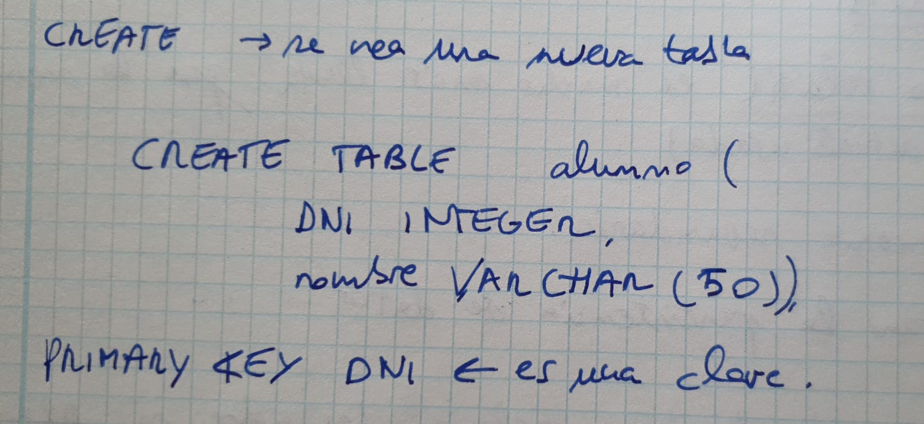 CREATE → se crea una nueva tabla
CREATE TABLE alumno (
DNI INTEGER,
nombre VARCHAR (50)),
PRIMARY KEY DNI ← es una clave.